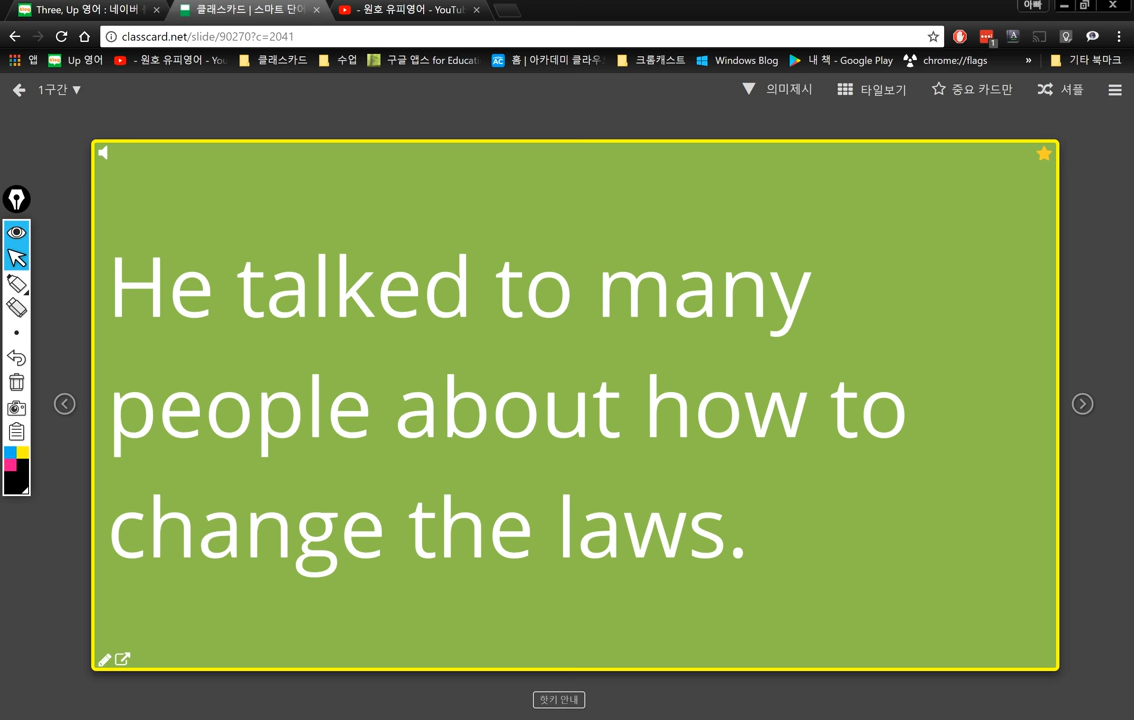 Three, Up 영어 : 네이버
클래스카드 | 스마트 단어
- 원호 유피영어 - YouTu
아빠
classcard.net/slide/90270?c=2041
1
앱
Up 영어
- 원호 유피영어 - You
클래스카드
수업
구글 앱스 for Educati
홈 | 아카데미 클라우
크롬캐스트
Windows Blog
내 책 - Google Play
chrome://flags
»
기타 북마크
1구간 ▼
▼ 의미제시
타일보기
중요 카드만
셔플
He talked to many
people about how to
change the laws.
핫키 안내